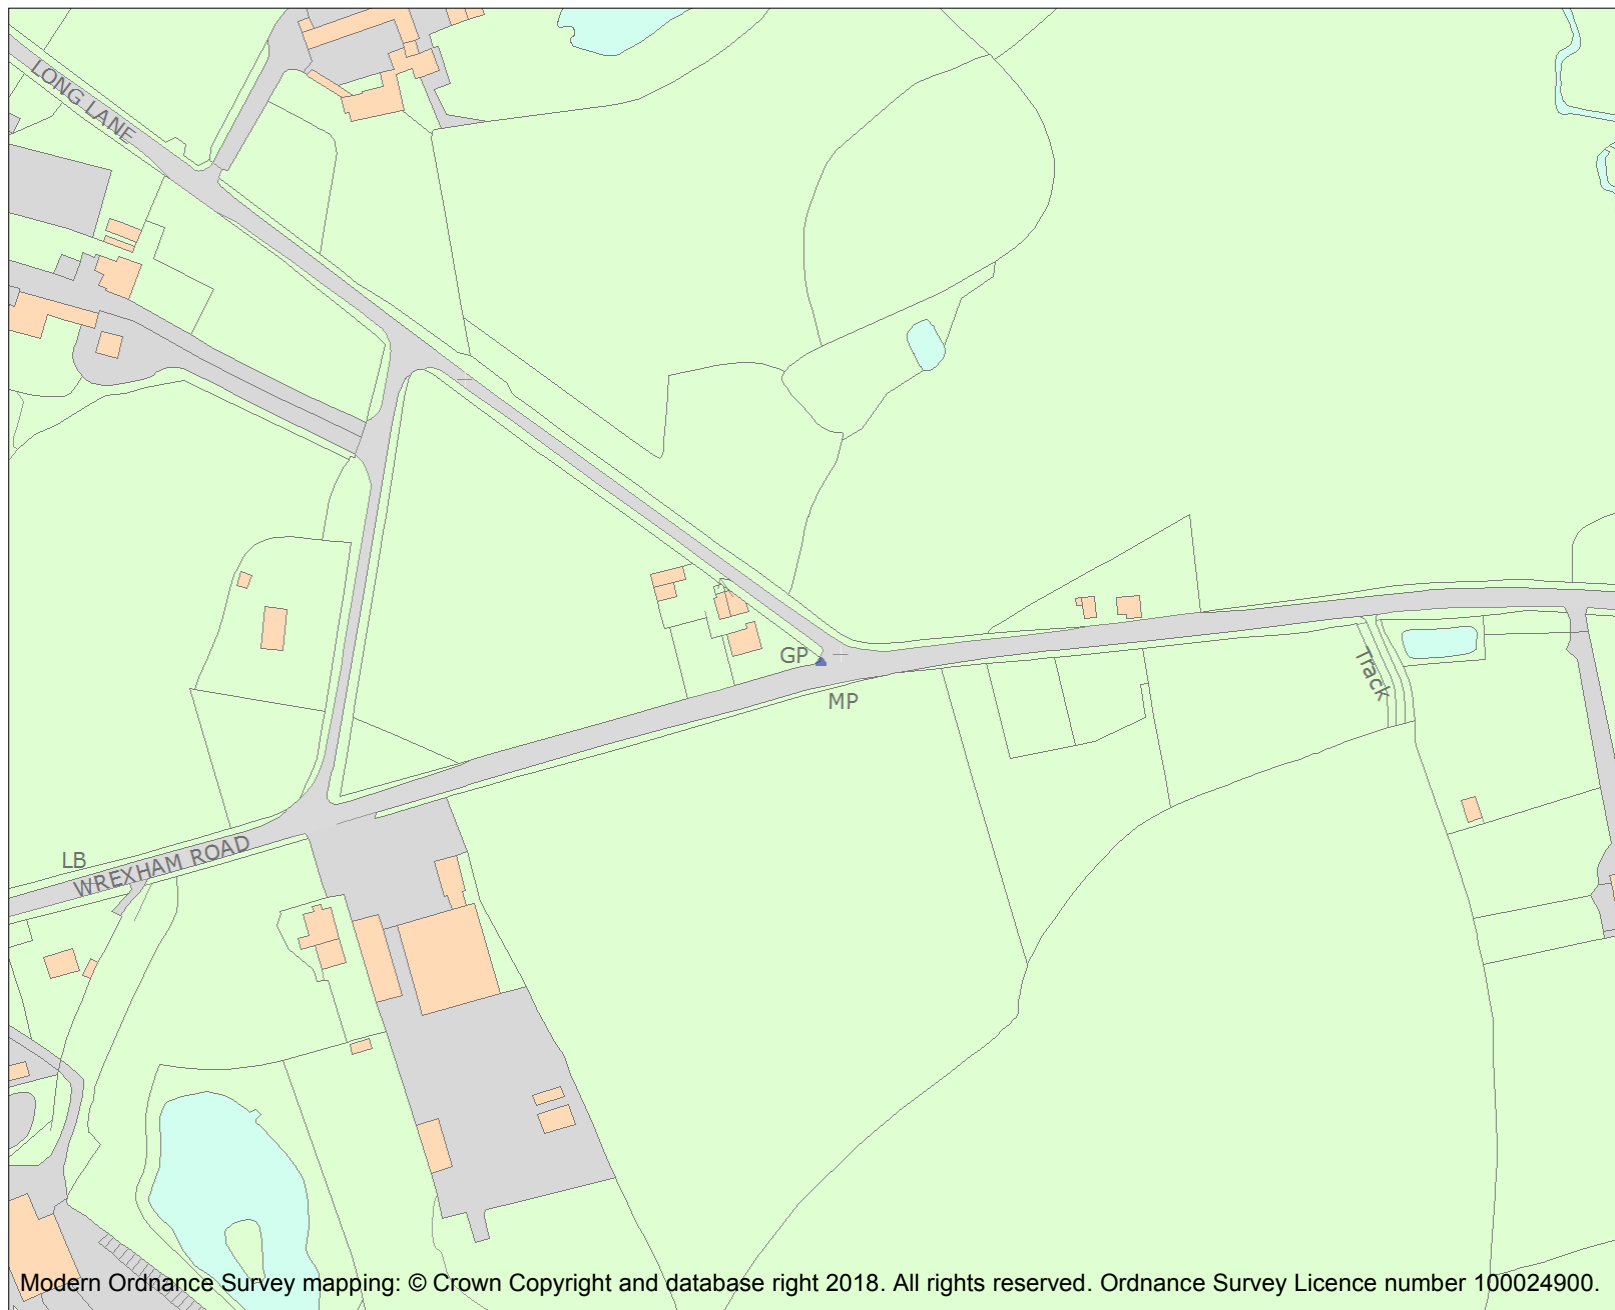 LONG LANE
GP
MP
Track
LB
WREXHAM ROAD
Modern Ordnance Survey mapping: © Crown Copyright and database right 2018. All rights reserved. Ordnance Survey Licence number 100024900.